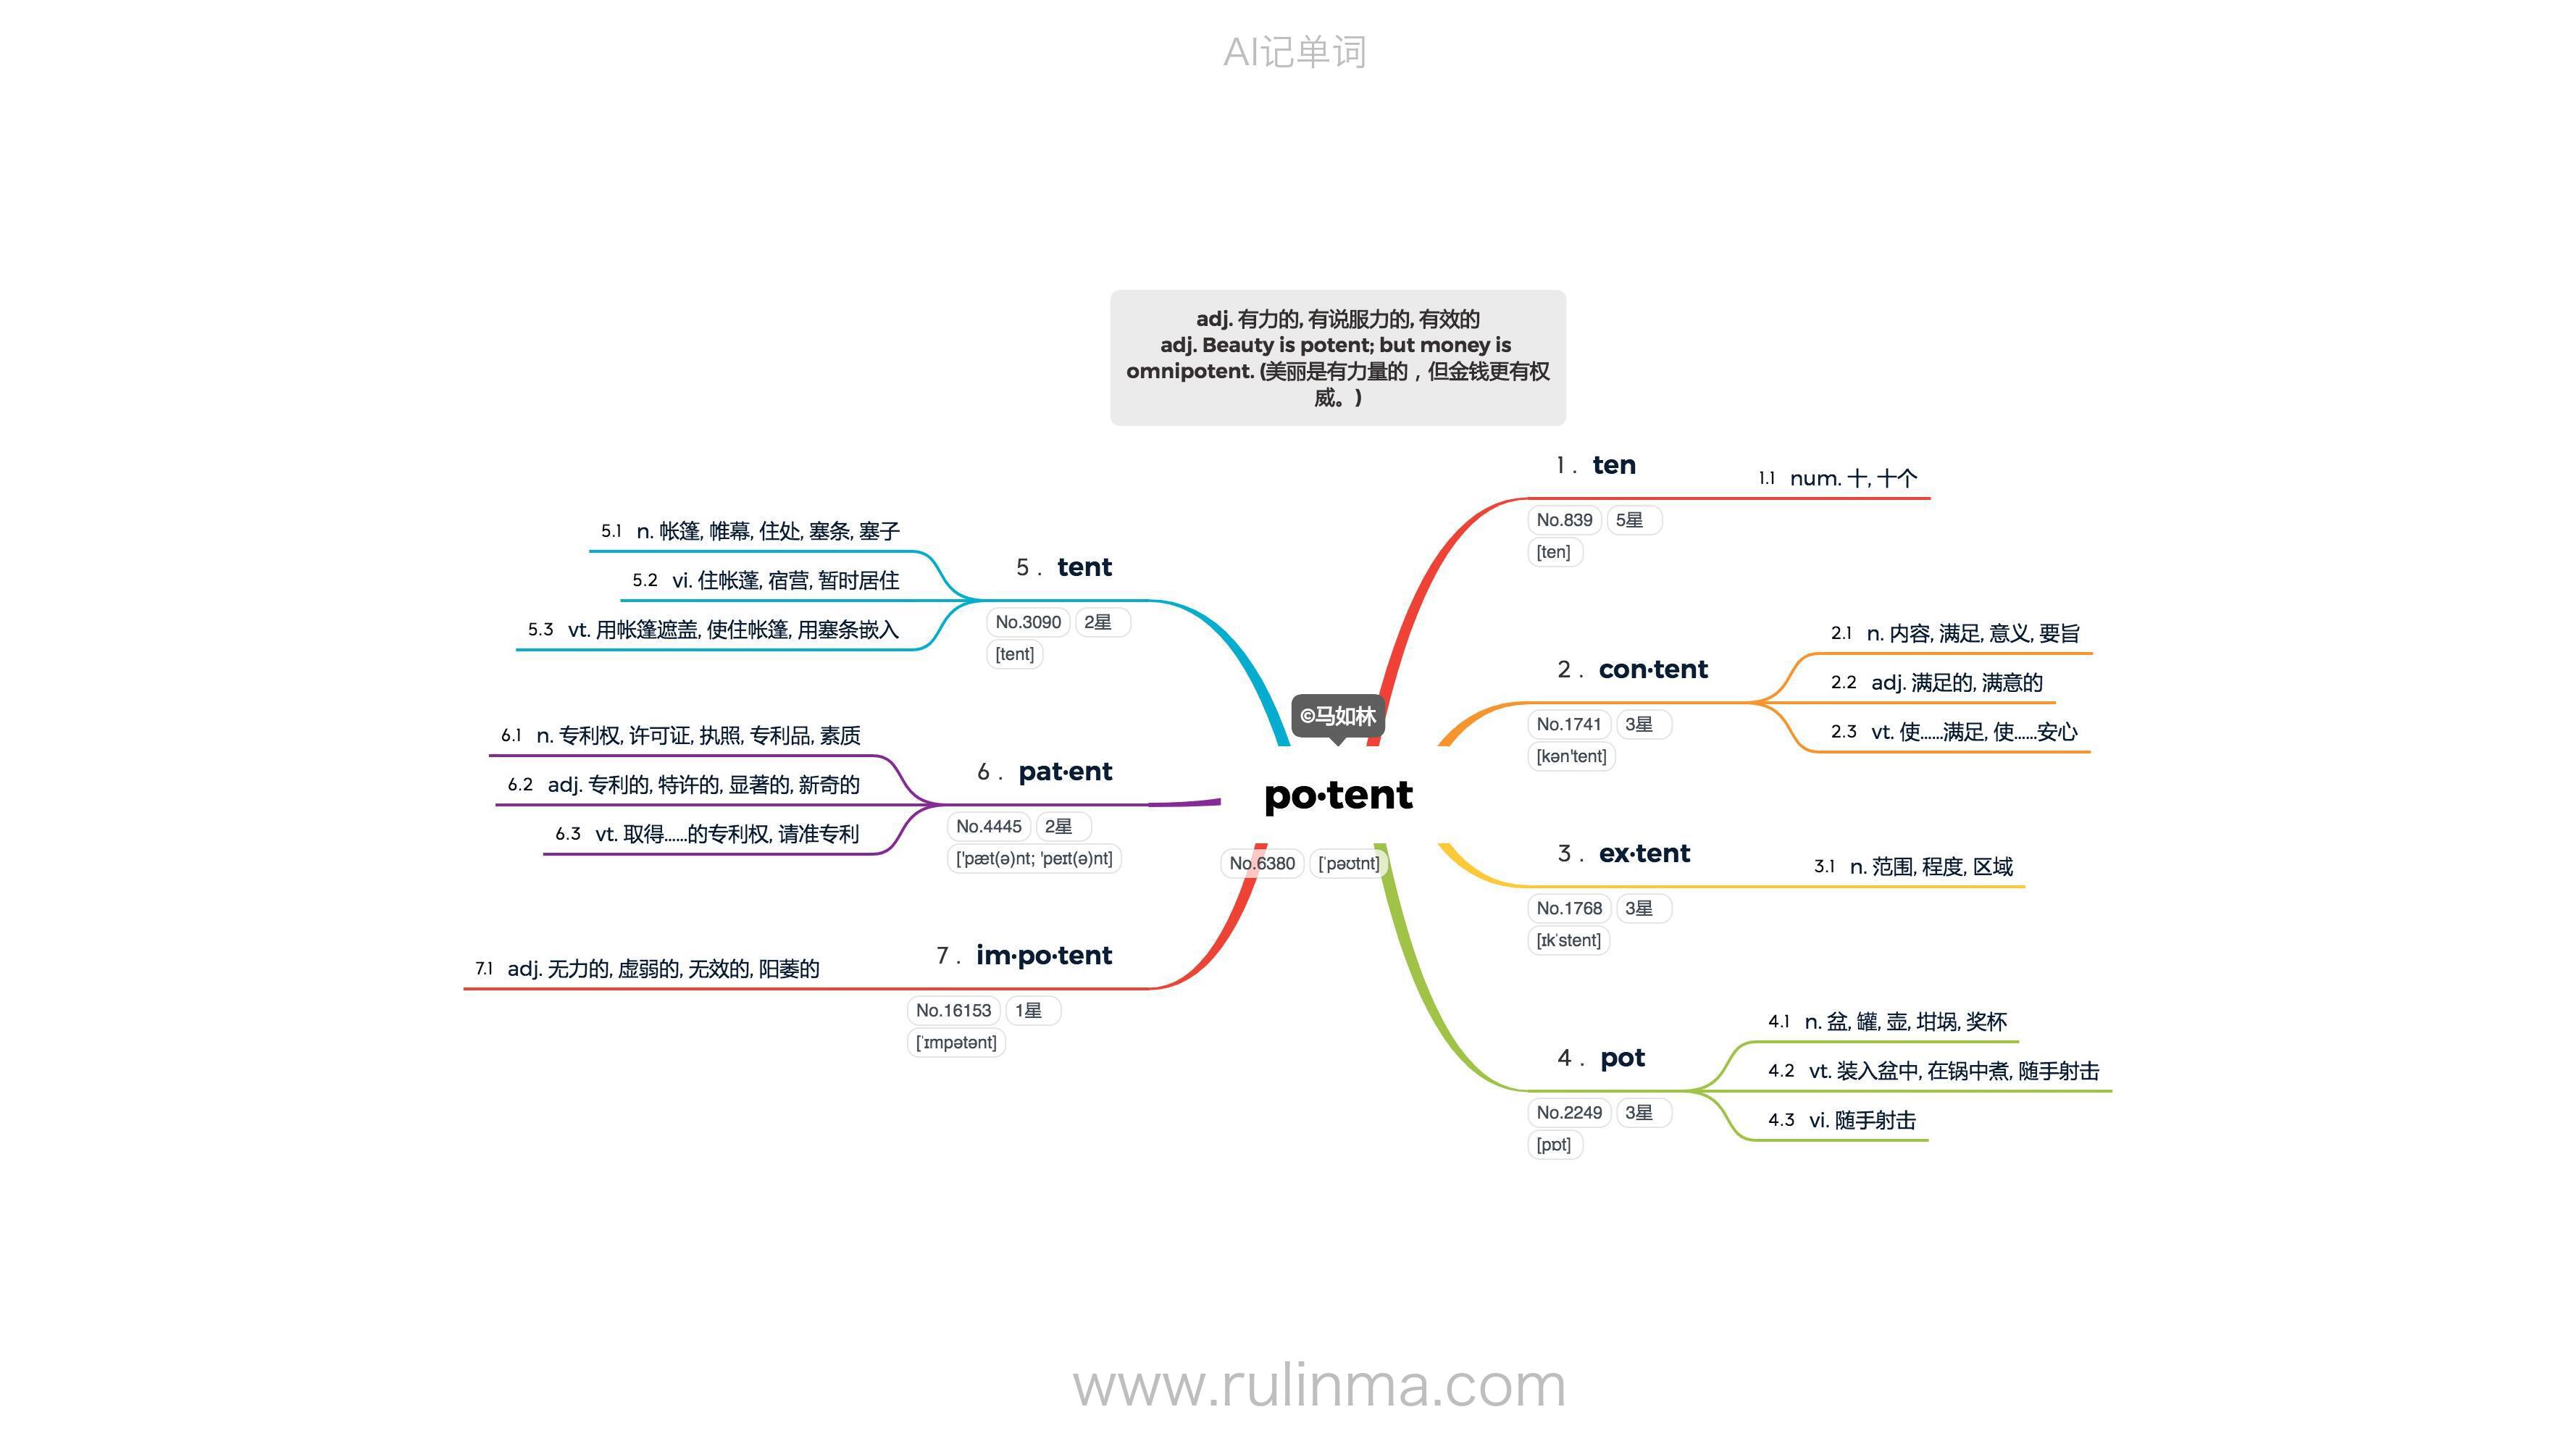 AI记单词
adj. 有力的, 有说服力的, 有效的
adj. Beauty is potent; but money is
omnipotent. (美丽是有力量的，但金钱更有权
威。)
©马如林
po·tent
No.6380 [ˈpəʊtnt]
1. ten
No.839 5星
[ten]
1.1 num. 十, 十个
2. con·tent
No.1741 3星
[kən'tent]
2.1 n. 内容, 满足, 意义, 要旨
2.2 adj. 满足的, 满意的
2.3 vt. 使……满足, 使……安心
3. ex·tent
No.1768 3星
[ɪkˈstent]
3.1 n. 范围, 程度, 区域
4. pot
No.2249 3星
[pɒt]
4.1 n. 盆, 罐, 壶, 坩埚, 奖杯
4.2 vt. 装入盆中, 在锅中煮, 随手射击
4.3 vi. 随手射击
5. tent
No.3090 2星
[tent]
5.1 n. 帐篷, 帷幕, 住处, 塞条, 塞子
5.2 vi. 住帐蓬, 宿营, 暂时居住
5.3 vt. 用帐篷遮盖, 使住帐篷, 用塞条嵌入
6. pat·ent
No.4445 2星
['pæt(ə)nt; 'peɪt(ə)nt]
6.1 n. 专利权, 许可证, 执照, 专利品, 素质
6.2 adj. 专利的, 特许的, 显著的, 新奇的
6.3 vt. 取得……的专利权, 请准专利
7. im·po·tent
No.16153 1星
[ˈɪmpətənt]
7.1 adj. 无力的, 虚弱的, 无效的, 阳萎的
www.rulinma.com